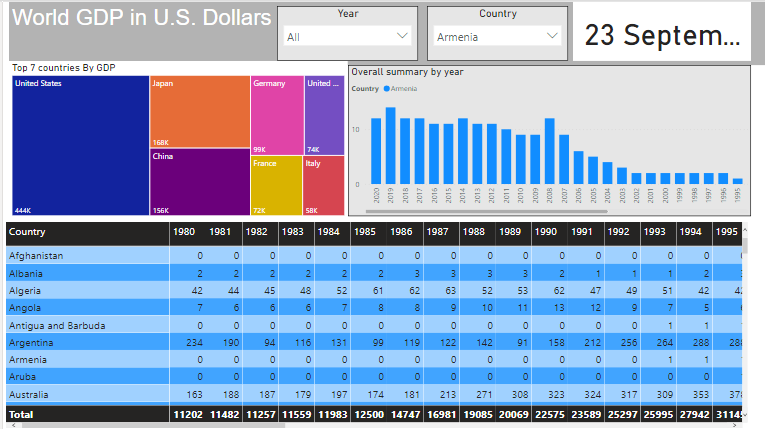 World GDP in U.S. Dollars
Year
All
Country
Armenia
23 Septem...
Top 7 countries By GDP
United States
444K
Japan
168K
China
156K
Germany
99K
United ...
74K
France
72K
Italy
58K
Overall summary by year
Country Armenia
10
0
2020 2019 2018 2017 2016 2015 2014 2013 2012 2011 2010 2009 2008 2007 2006 2005 2004 2003 2002 2001 2000 1999 1998 1997 1996 1995
Country 1980 1981 1982 1983 1984 1985 1986 1987 1988 1989 1990 1991 1992 1993 1994 1995
Afghanistan 0 0 0 0 0 0 0 0 0 0 0 0 0 0 0
Albania 2 2 2 2 2 2 3 3 3 3 2 1 1 1 2
Algeria 42 44 45 48 52 61 62 63 52 53 62 47 49 51 42
Angola 7 6 6 6 7 8 8 9 10 11 13 12 9 7 5
Antigua and Barbuda 0 0 0 0 0 0 0 0 0 0 0 0 0 1 1
Argentina 234 190 94 116 131 99 119 122 142 91 158 212 256 264 288
Armenia 0 0 0 0 0 0 0 0 0 0 0 0 0 1 1
Aruba 0 0 0 0 0 0 0 0 0 0 0 0 0 0 0
Australia 163 188 187 179 197 174 181 213 271 308 323 324 317 309 353
Total 11202 11482 11257 11559 11983 12500 14747 16981 19085 20069 22575 23589 25297 25995 27942